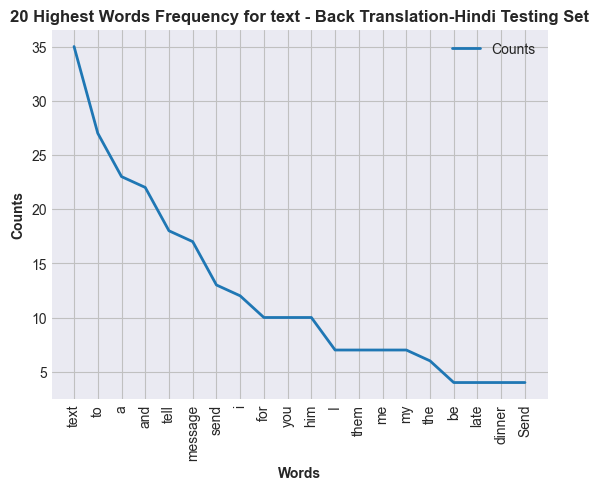 20 Highest Words Frequency for text - Back Translation-Hindi Testing Set
Counts
35
30
25
20
15
10
5
Counts
text
to
a
and
tell
message
send
i
for
you
him
I
them
me
my
the
be
late
dinner
Send
Words